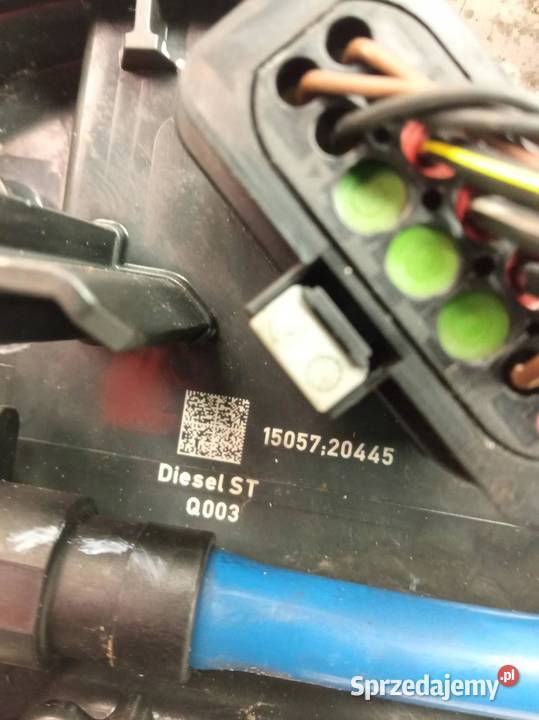 15057;20445
Diesel ST
Q003
Sprzedajemy.pl